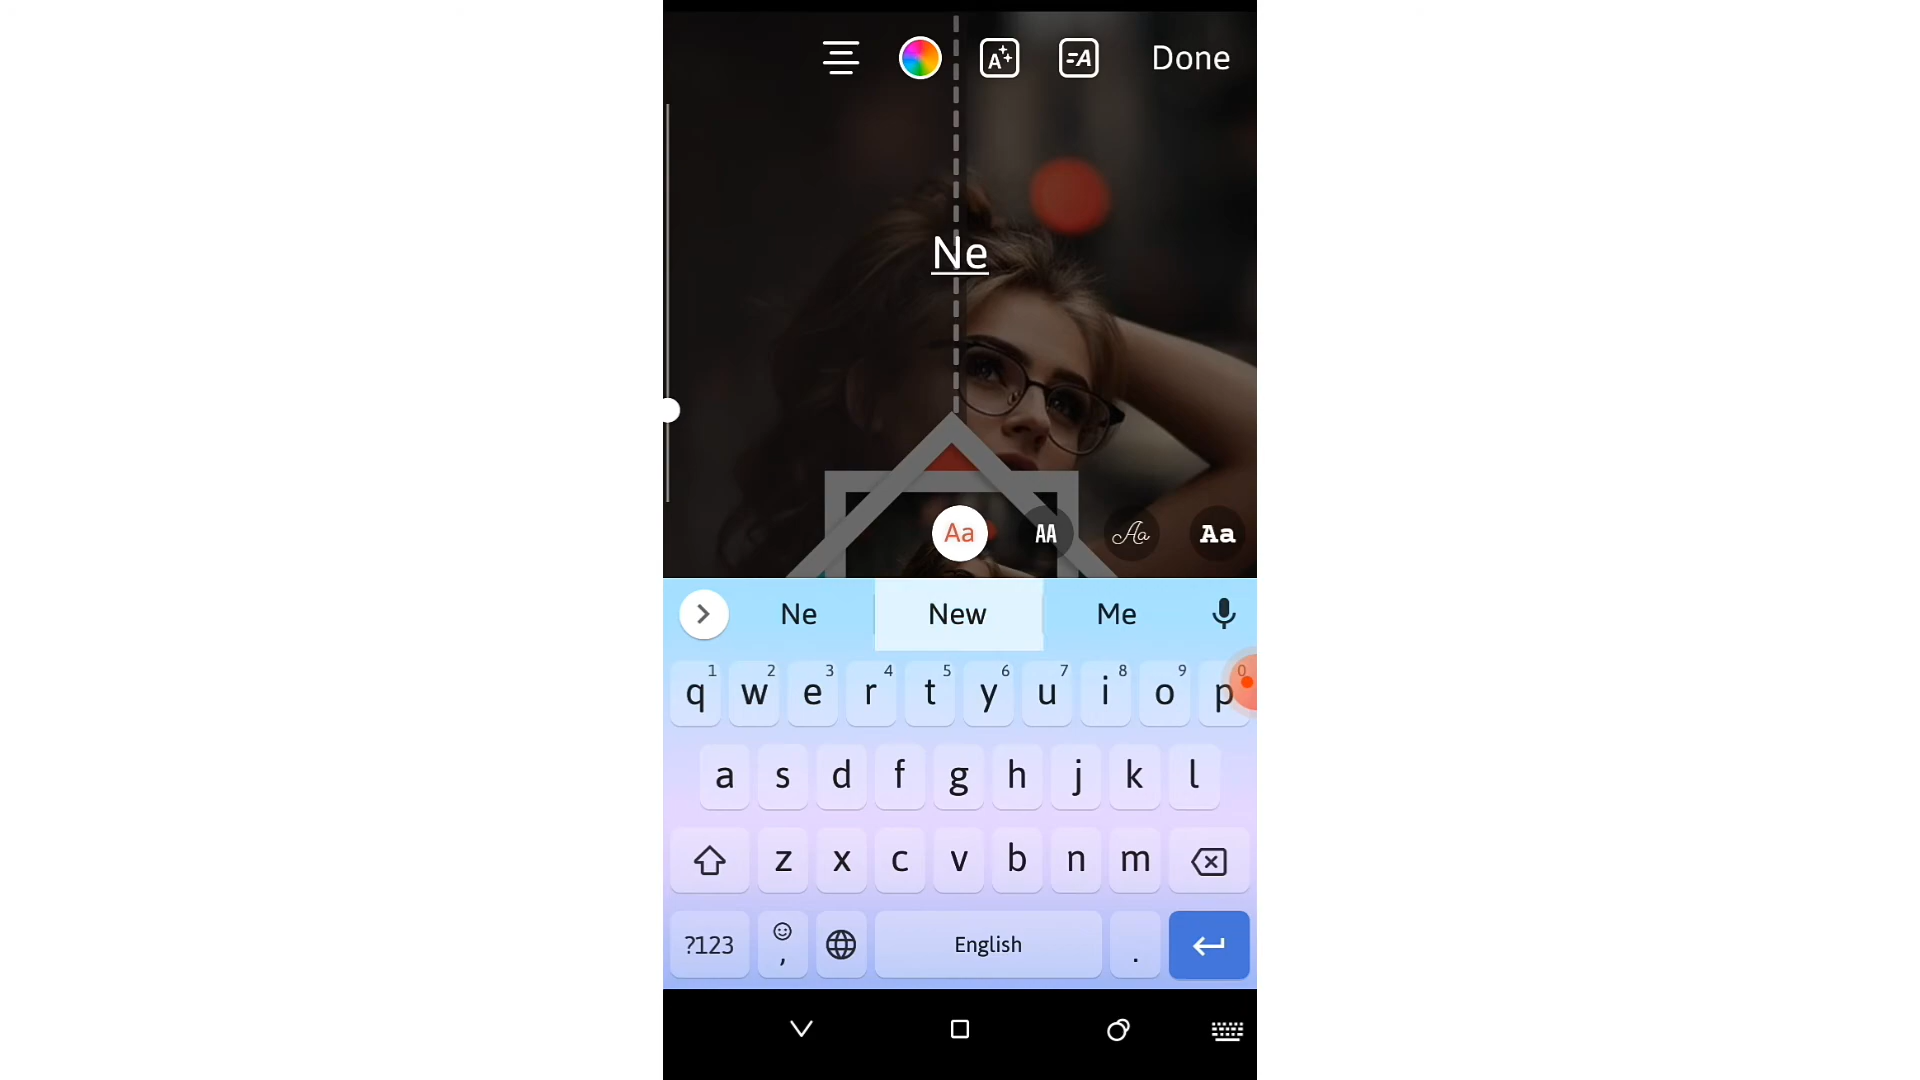 Done
Ne
Aa AA Aa Aa
Ne New Me
1 2 3 4 5 6 7 8 9 0
q w e r t y u i o p
a s d f g h j k l
z x c v b n m
?123 , English .